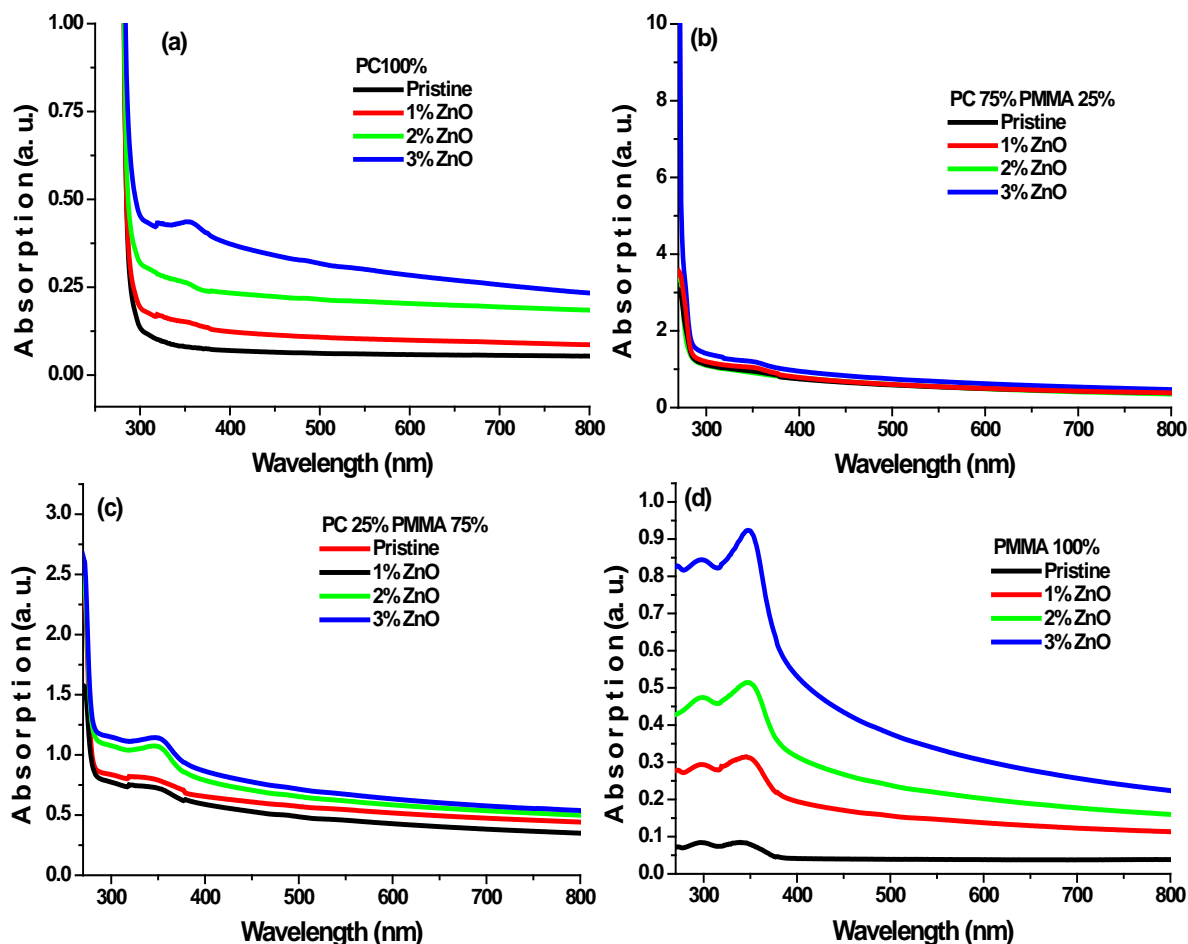 (a)
PC100%
Pristine
1% ZnO
2% ZnO
3% ZnO
1.00
0.75
0.50
0.25
0.00
300 400 500 600 700 800
Wavelength (nm)
Absorption (a. u.)
(b)
PC 75% PMMA 25%
Pristine
1% ZnO
2% ZnO
3% ZnO
10
8
6
4
2
0
300 400 500 600 700 800
Wavelength (nm)
Absorption (a. u.)
(c)
PC 25% PMMA 75%
Pristine
1% ZnO
2% ZnO
3% ZnO
3.0
2.5
2.0
1.5
1.0
0.5
0.0
300 400 500 600 700 800
Wavelength (nm)
Absorption (a. u.)
(d)
PMMA 100%
Pristine
1% ZnO
2% ZnO
3% ZnO
1.0
0.9
0.8
0.7
0.6
0.5
0.4
0.3
0.2
0.1
0.0
300 400 500 600 700 800
Wavelength (nm)
Absorption (a. u.)